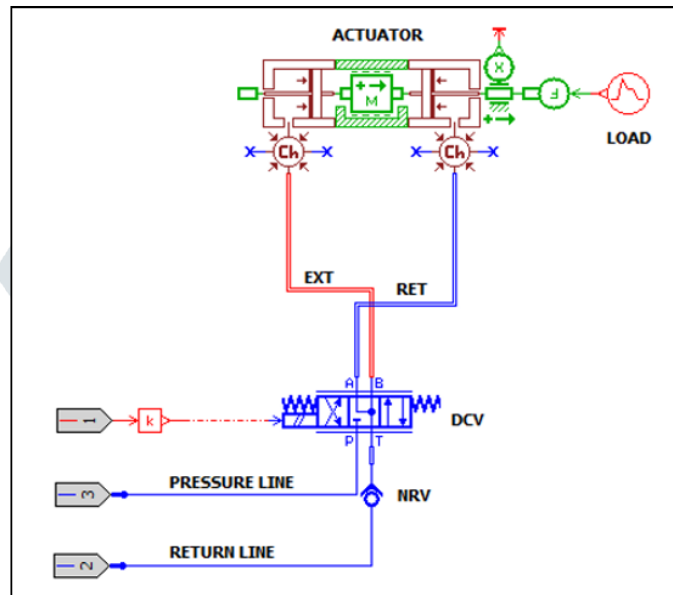 ACTUATOR
X
M
F
LOAD
Ch
Ch
X
X
X
X
EXT
RET
A
B
DCV
1
k
P
T
PRESSURE LINE
3
NRV
RETURN LINE
2